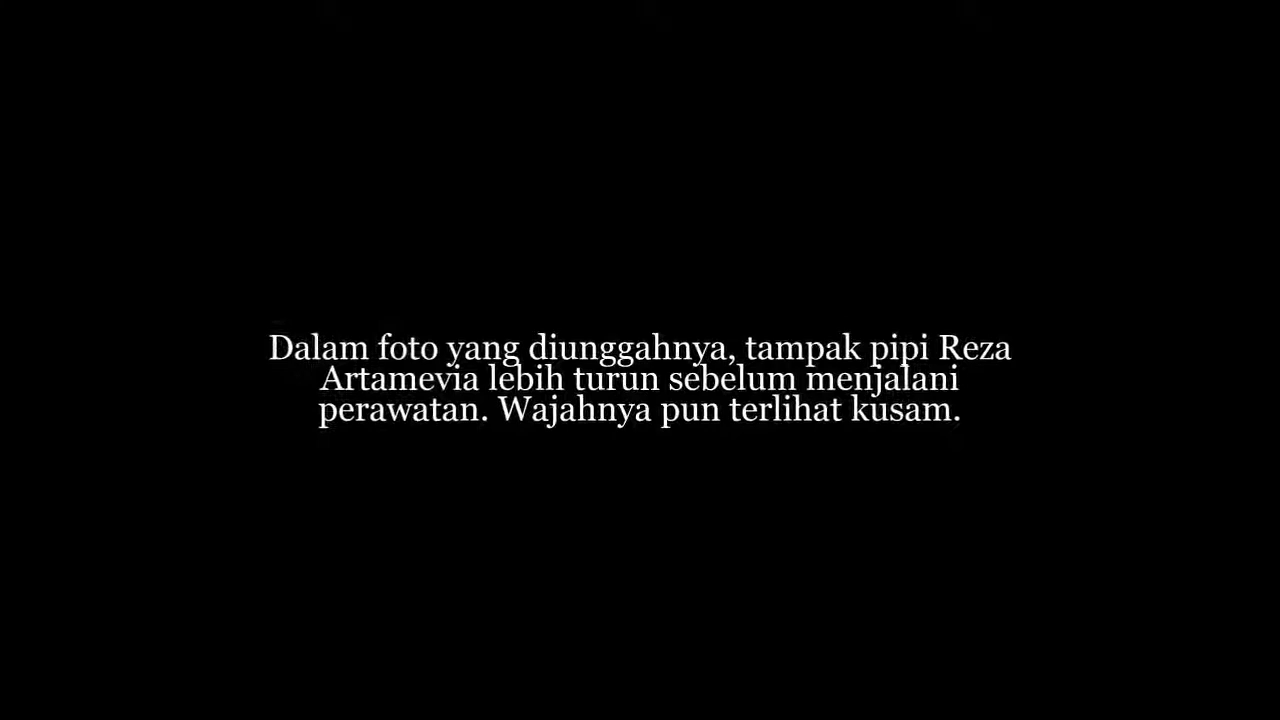 Dalam foto yang diunggahnya, tampak pipi Reza
Artamevia lebih turun sebelum menjalani
perawatan. Wajahnya pun terlihat kusam.